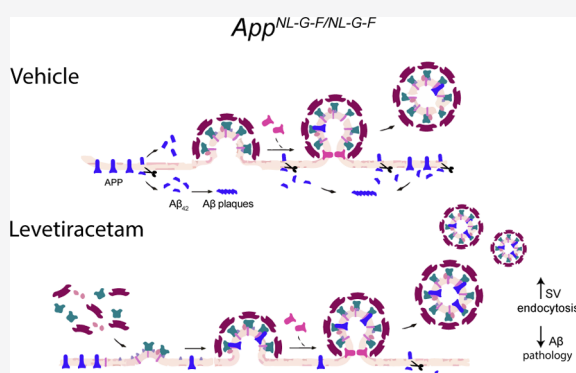 App^NL-G-F/NL-G-F
Vehicle
APP
Aβ42
Aβ plaques
Levetiracetam
SV
endocytosis
Aβ
pathology